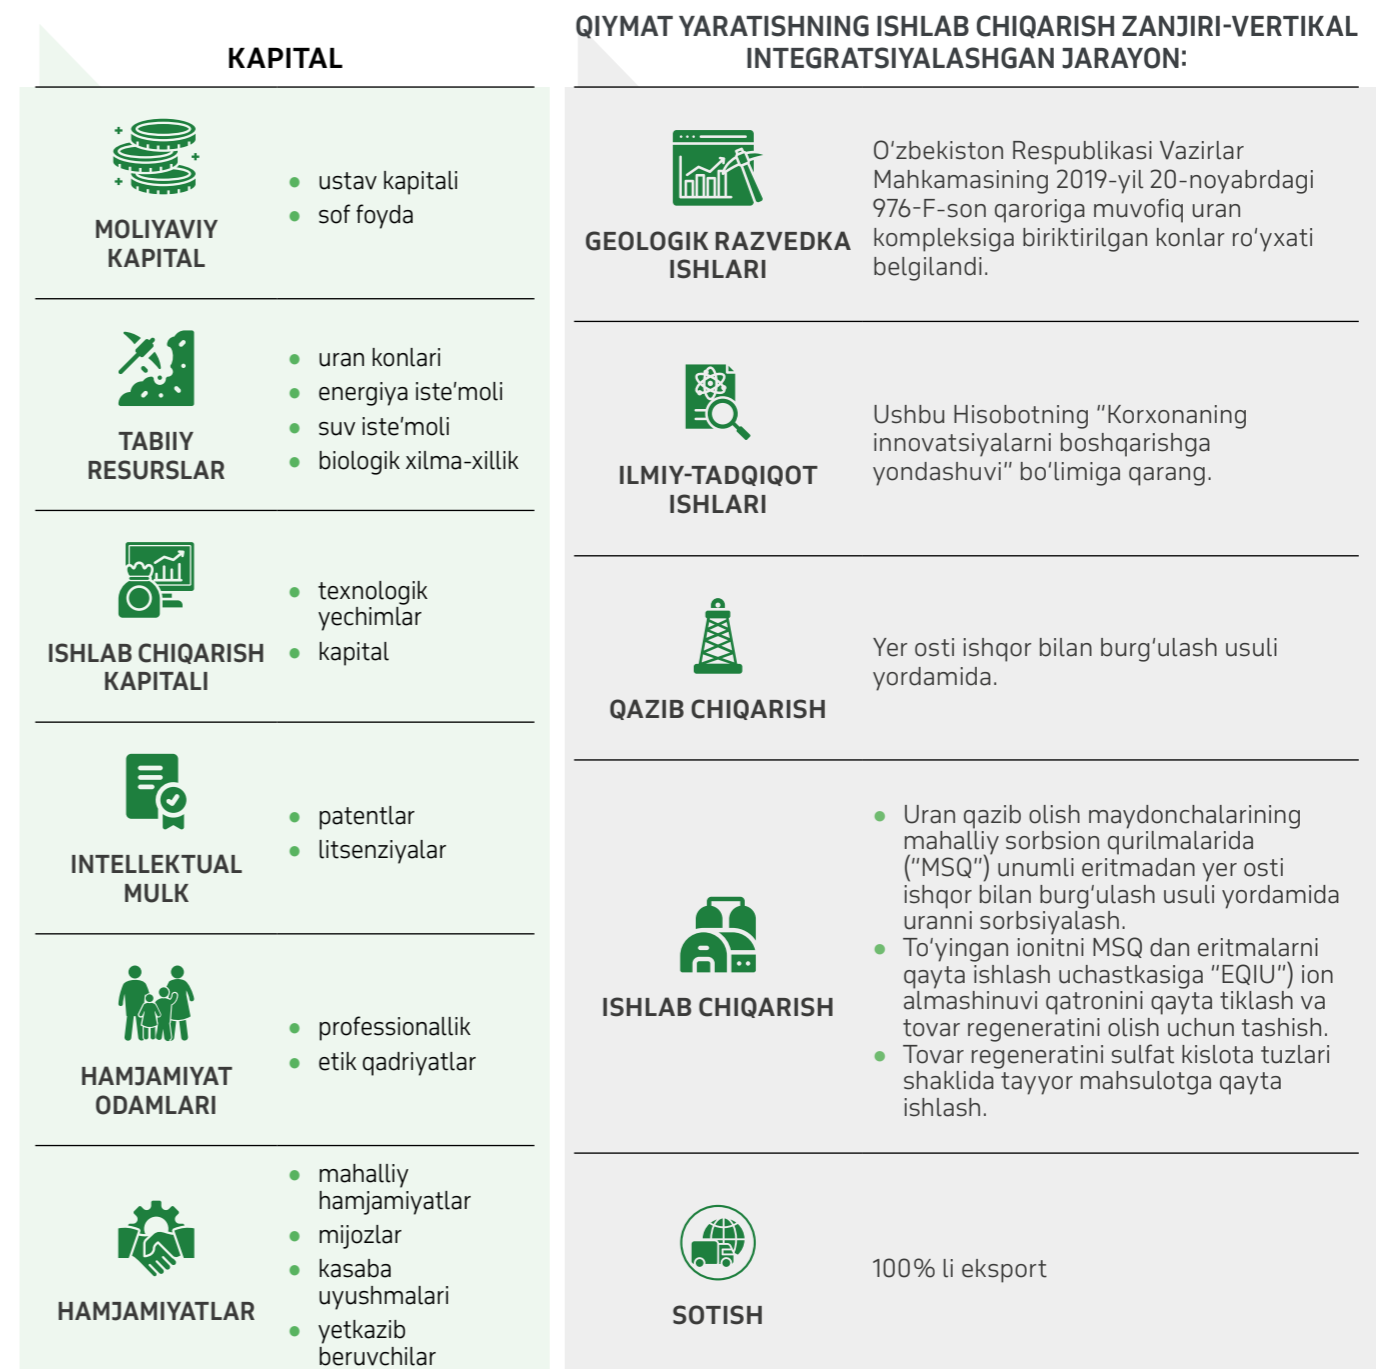 KAPITAL
MOLIYAVIY
KAPITAL
● ustav kapitali
● sof foyda
TABIIY
RESURSLAR
● uran konlari
● energiya iste'moli
● suv iste'moli
● biologik xilma-xillik
ISHLAB CHIQARISH
KAPITALI
● texnologik
yechimlar
● kapital
INTELLEKTUAL
MULK
● patentlar
● litsenziyalar
HAMJAMIYAT
ODAMLARI
● professionallik
● etik qadriyatlar
HAMJAMIYATLAR
● mahalliy
hamjamiyatlar
● mijozlar
● kasaba
uyushmalari
● yetkazib
beruvchilar
QIYMAT YARATISHNING ISHLAB CHIQARISH ZANJIRI-VERTIKAL
INTEGRATSIYALASHGAN JARAYON:
GEOLOGIK RAZVEDKA
ISHLARI
O‘zbekiston Respublikasi Vazirlar
Mahkamasining 2019-yil 20-noyabrdagi
976-F-son qaroriga muvofiq uran
kompleksiga biriktirilgan konlar ro‘yxati
belgilandi.
ILMIY-TADQIQOT
ISHLARI
Ushbu Hisobotning “Korxonaning
innovatsiyalarni boshqarishga
yondashuvi” bo‘limiga qarang.
QAZIB CHIQARISH
Yer osti ishqor bilan burg‘ulash usuli
yordamida.
ISHLAB CHIQARISH
● Uran qazib olish maydonchalarining
mahalliy sorbsion qurilmalarida
(“MSQ”) unumli eritmadan yer osti
ishqor bilan burg‘ulash usuli yordamida
uranni sorbsiyalash.
● To‘yingan ionitni MSQ dan eritmalarni
qayta ishlash uchastkasiga “EQIU”) ion
almashinuvi qatronini qayta tiklash va
tovar regeneratini olish uchun tashish.
● Tovar regeneratini sulfat kislota tuzlari
shaklida tayyor mahsulotga qayta
ishlash.
SOTISH
100% li eksport